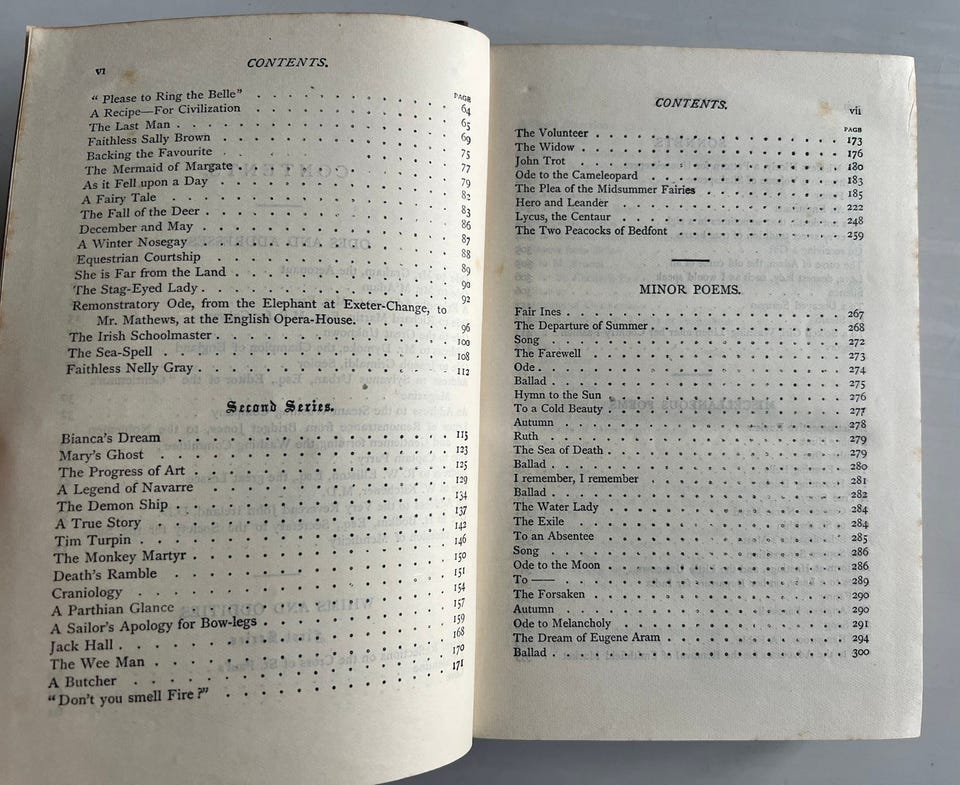 vi
CONTENTS.
PAGE
"Please to Ring the Belle" 64
A Recipe—For Civilization 65
The Last Man 69
Faithless Sally Brown 75
Backing the Favourite 77
The Mermaid of Margate 79
As it Fell upon a Day 82
A Fairy Tale 83
The Fall of the Deer 86
December and May 87
A Winter Nosegay 88
Equestrian Courtship 89
She is Far from the Land 90
The Stag-Eyed Lady 92
Remonstratory Ode, from the Elephant at Exeter-Change, to
Mr. Mathews, at the English Opera-House. 96
The Irish Schoolmaster 100
The Sea-Spell 108
Faithless Nelly Gray 112
Second Series.
Bianca's Dream 115
Mary's Ghost 123
The Progress of Art 125
A Legend of Navarre 129
The Demon Ship 134
A True Story 137
Tim Turpin 142
The Monkey Martyr 146
Death's Ramble 150
Craniology 151
A Parthian Glance 154
A Sailor's Apology for Bow-legs 157
Jack Hall 159
The Wee Man 168
A Butcher 170
"Don't you smell Fire?" 171
CONTENTS.
vii
PAGE
The Volunteer 173
The Widow 176
John Trot 180
Ode to the Cameleopard 183
The Plea of the Midsummer Fairies 185
Hero and Leander 222
Lycus, the Centaur 248
The Two Peacocks of Bedfont 259
MINOR POEMS.
Fair Ines 267
The Departure of Summer 268
Song 272
The Farewell 273
Ode 274
Ballad 275
Hymn to the Sun 276
To a Cold Beauty 277
Autumn 278
Ruth 279
The Sea of Death 279
Ballad 280
I remember, I remember 281
Ballad 282
The Water Lady 284
The Exile 284
To an Absentee 285
Song 286
Ode to the Moon 286
To —— 289
The Forsaken 290
Autumn 290
Ode to Melancholy 291
The Dream of Eugene Aram 294
Ballad 300